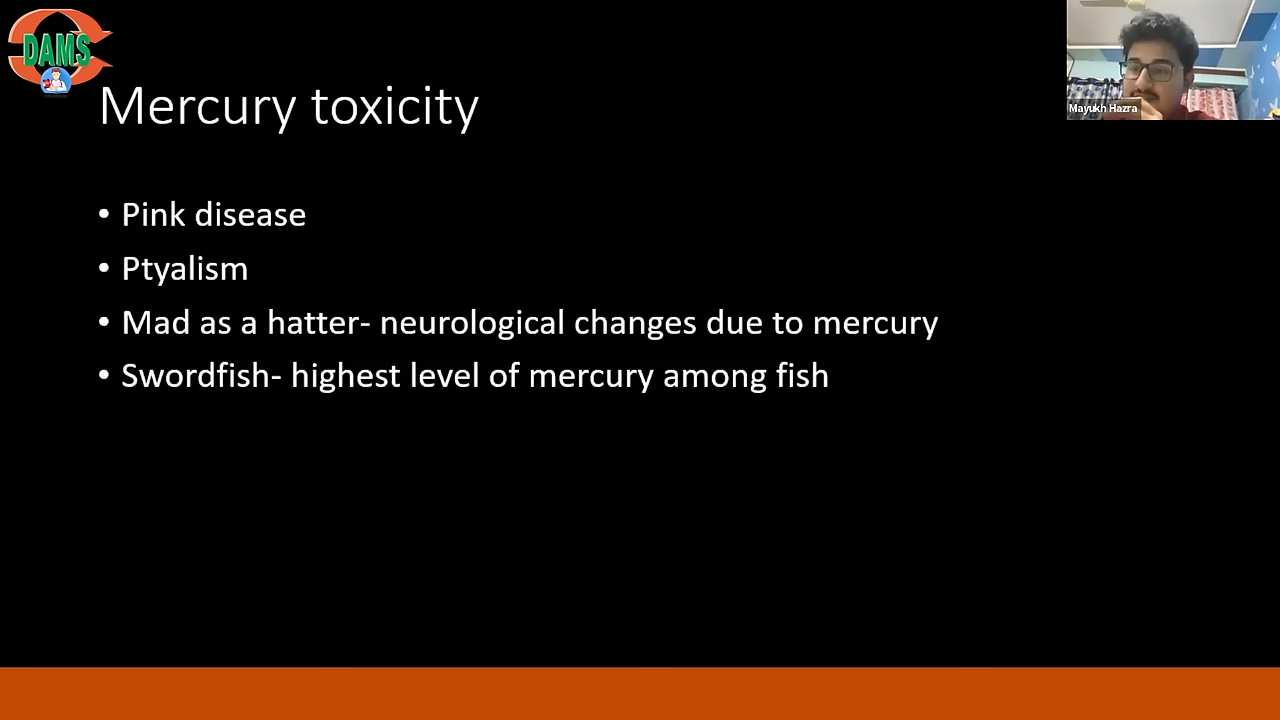 DAMS
Mayukh Hazra
Mercury toxicity
• Pink disease
• Ptyalism
• Mad as a hatter- neurological changes due to mercury
• Swordfish- highest level of mercury among fish